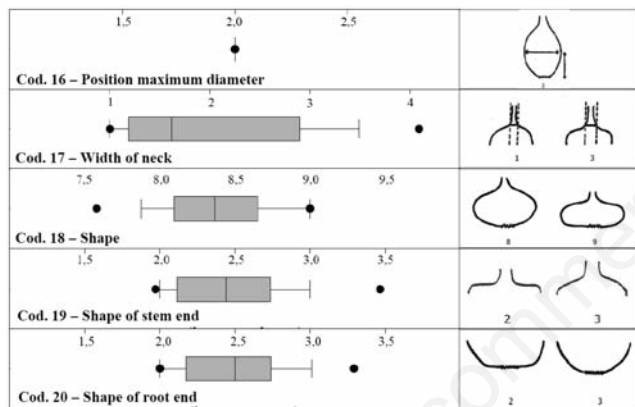 1,5 2,0 2,5
Cod. 16 – Position maximum diameter
1 2 3 4
1 3
Cod. 17 – Width of neck
7,5 8,0 8,5 9,0 9,5
8 9
Cod. 18 – Shape
1,5 2,0 2,5 3,0 3,5
2 3
Cod. 19 – Shape of stem end
1,5 2,0 2,5 3,0 3,5
2 3
Cod. 20 – Shape of root end